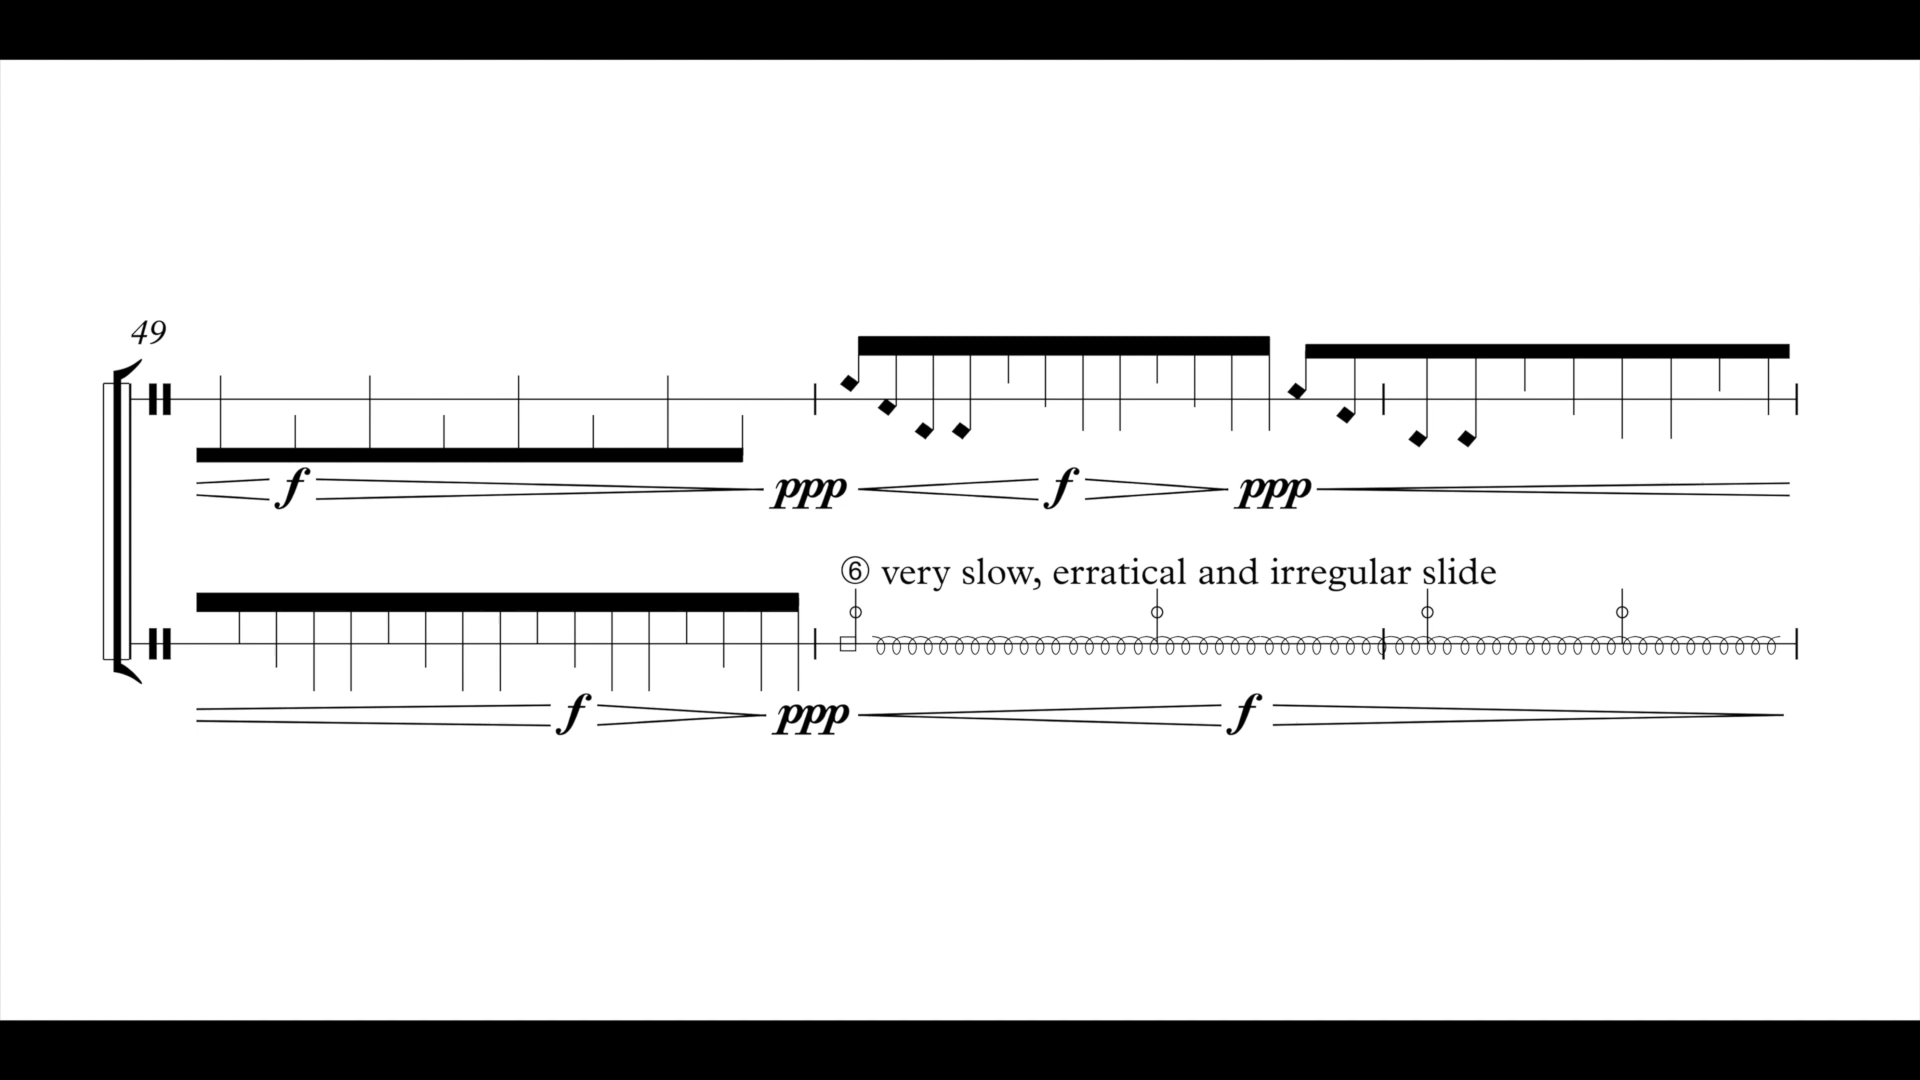 49
f ppp f ppp
⑥ very slow, erratical and irregular slide
f ppp f